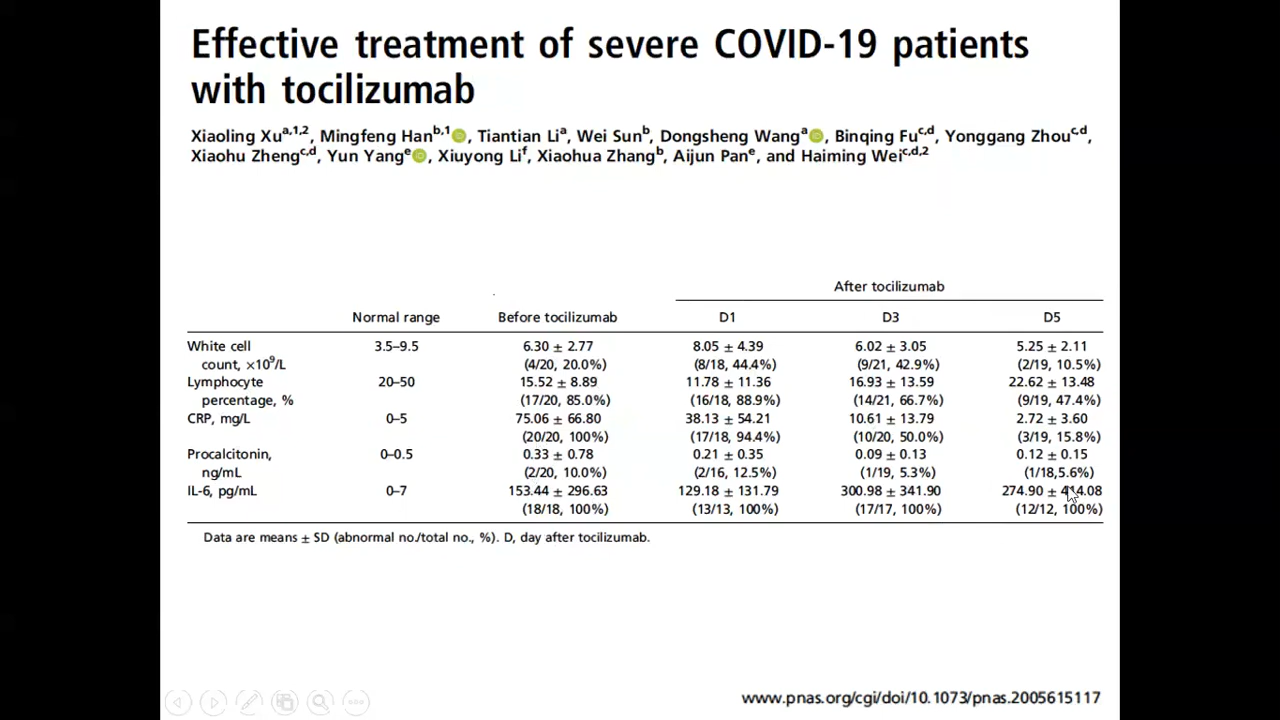 Effective treatment of severe COVID-19 patients
with tocilizumab
Xiaoling Xua,1,2, Mingfeng Hanb,1, Tiantian Lia, Wei Sunb, Dongsheng Wanga, Binqing Fuc,d, Yonggang Zhouc,d,
Xiaohu Zhengc,d, Yun Yange, Xiuyong Lif, Xiaohua Zhangb, Aijun Pane, and Haiming Weic,d,2
After tocilizumab
Normal range Before tocilizumab D1 D3 D5
White cell 3.5–9.5 6.30 ± 2.77 8.05 ± 4.39 6.02 ± 3.05 5.25 ± 2.11
count, ×10⁹/L (4/20, 20.0%) (8/18, 44.4%) (9/21, 42.9%) (2/19, 10.5%)
Lymphocyte 20–50 15.52 ± 8.89 11.78 ± 11.36 16.93 ± 13.59 22.62 ± 13.48
percentage, % (17/20, 85.0%) (16/18, 88.9%) (14/21, 66.7%) (9/19, 47.4%)
CRP, mg/L 0–5 75.06 ± 66.80 38.13 ± 54.21 10.61 ± 13.79 2.72 ± 3.60
(20/20, 100%) (17/18, 94.4%) (10/20, 50.0%) (3/19, 15.8%)
Procalcitonin, 0–0.5 0.33 ± 0.78 0.21 ± 0.35 0.09 ± 0.13 0.12 ± 0.15
ng/mL (2/20, 10.0%) (2/16, 12.5%) (1/19, 5.3%) (1/18,5.6%)
IL-6, pg/mL 0–7 153.44 ± 296.63 129.18 ± 131.79 300.98 ± 341.90 274.90 ±
(18/18, 100%) (13/13, 100%) (17/17, 100%) (12/12, 100%)
Data are means ± SD (abnormal no./total no., %). D, day after tocilizumab.
www.pnas.org/cgi/doi/10.1073/pnas.2005615117